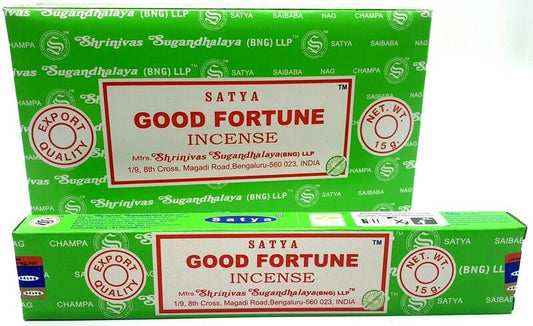 Shrinivas Sugandhalaya (BNG) LLP SATYA SAIBABA NAG CHAMPA
SATYA
GOOD FORTUNE
INCENSE
TM
Mfrs. Shrinivas Sugandhalaya (BNG) LLP
1/9, 8th Cross, Magadi Road, Bengaluru-560 023, INDIA
EXPORT QUALITY
NET. WT. 15 g.
Satya
SATYA
GOOD FORTUNE
INCENSE
TM
Mfrs. Shrinivas Sugandhalaya (BNG) LLP
1/9, 8th Cross, Magadi Road, Bengaluru-560 023, INDIA
EXPORT QUALITY
NET. WT. 15 g.